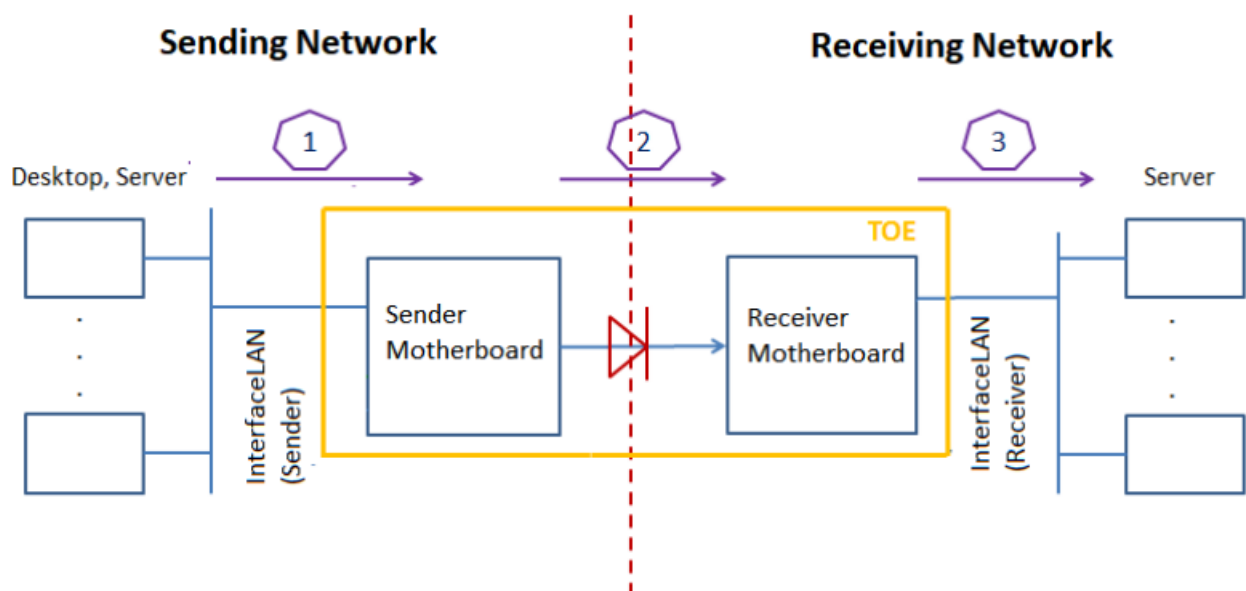 Sending Network
Receiving Network
1
2
3
Desktop, Server
Server
TOE
Sender
Motherboard
Receiver
Motherboard
InterfaceLAN
(Sender)
InterfaceLAN
(Receiver)